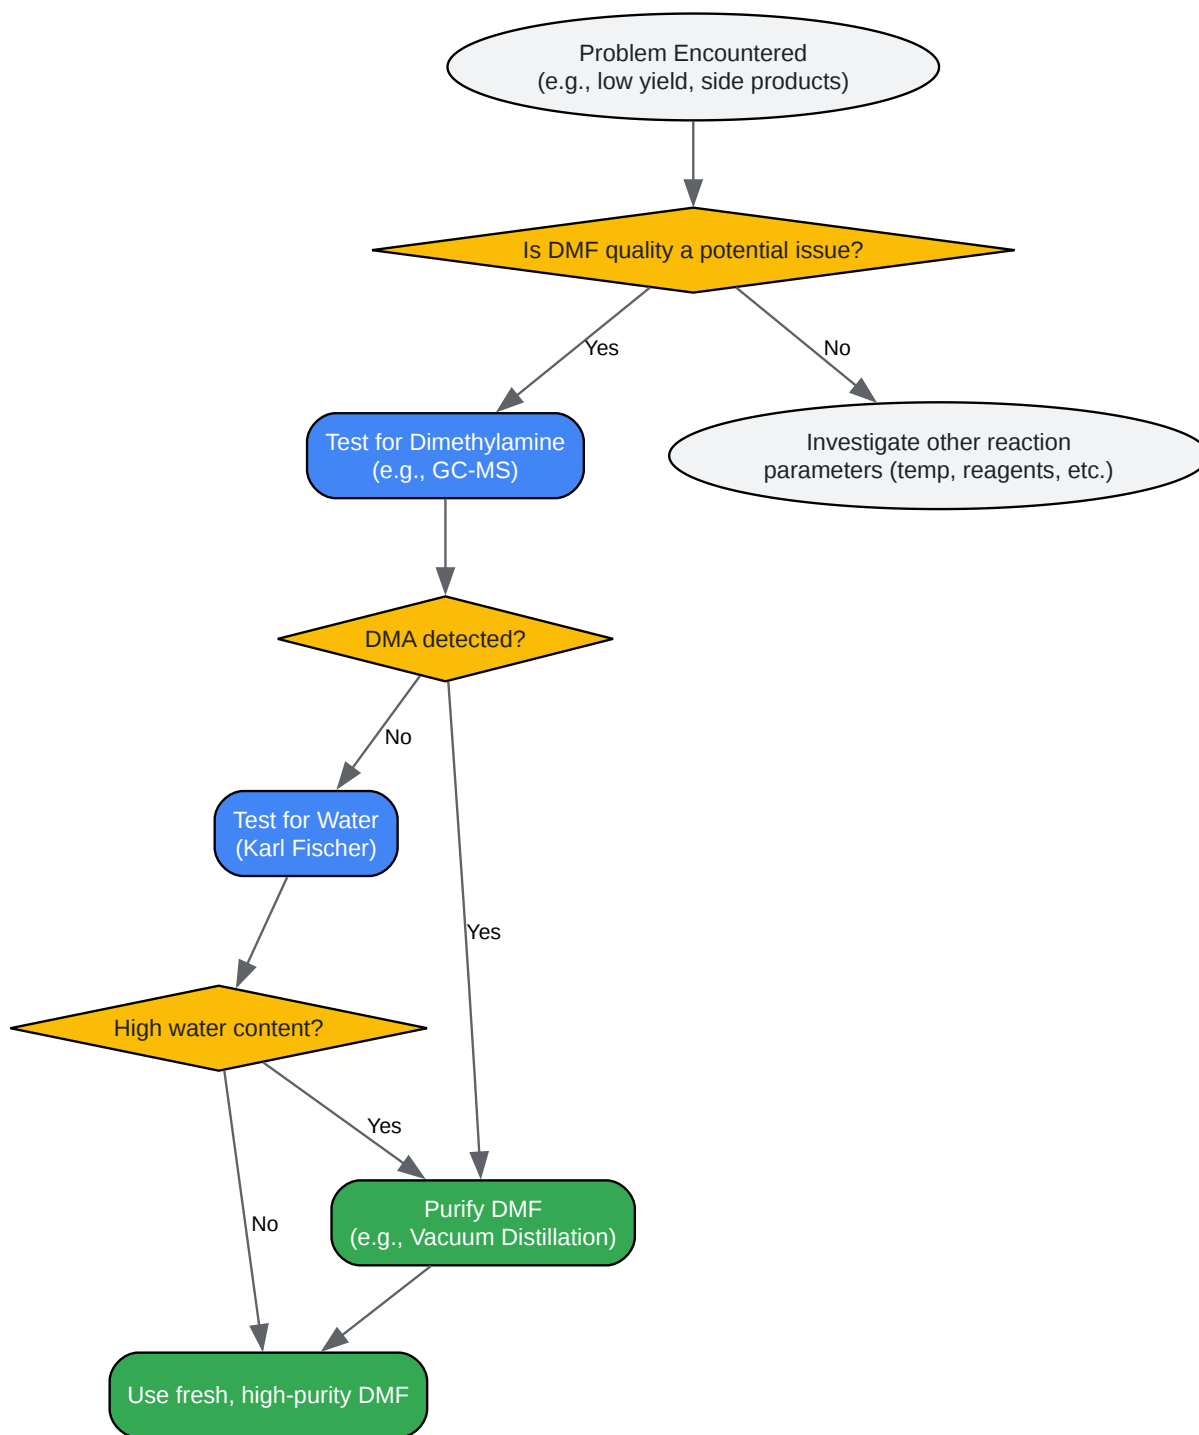 Problem Encountered
(e.g., low yield, side products)
Is DMF quality a potential issue?
Yes
No
Test for Dimethylamine
(e.g., GC-MS)
Investigate other reaction
parameters (temp, reagents, etc.)
DMA detected?
No
Test for Water
(Karl Fischer)
Yes
High water content?
Yes
No
Purify DMF
(e.g., Vacuum Distillation)
Use fresh, high-purity DMF